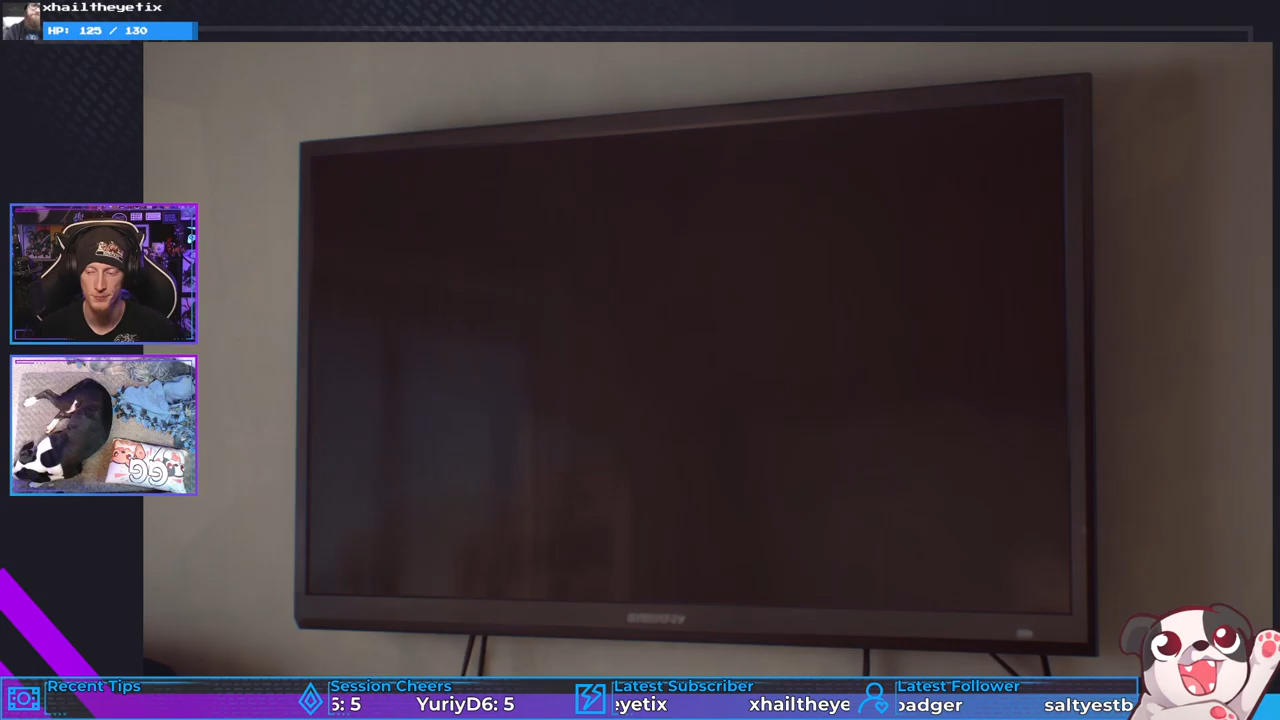 xhailtheyetix
HP: 125 / 130
Recent Tips
Session Cheers
Latest Subscriber
Latest Follower
: 5 YuriyD6: 5
yetix xhailtheye
badger saltyestb